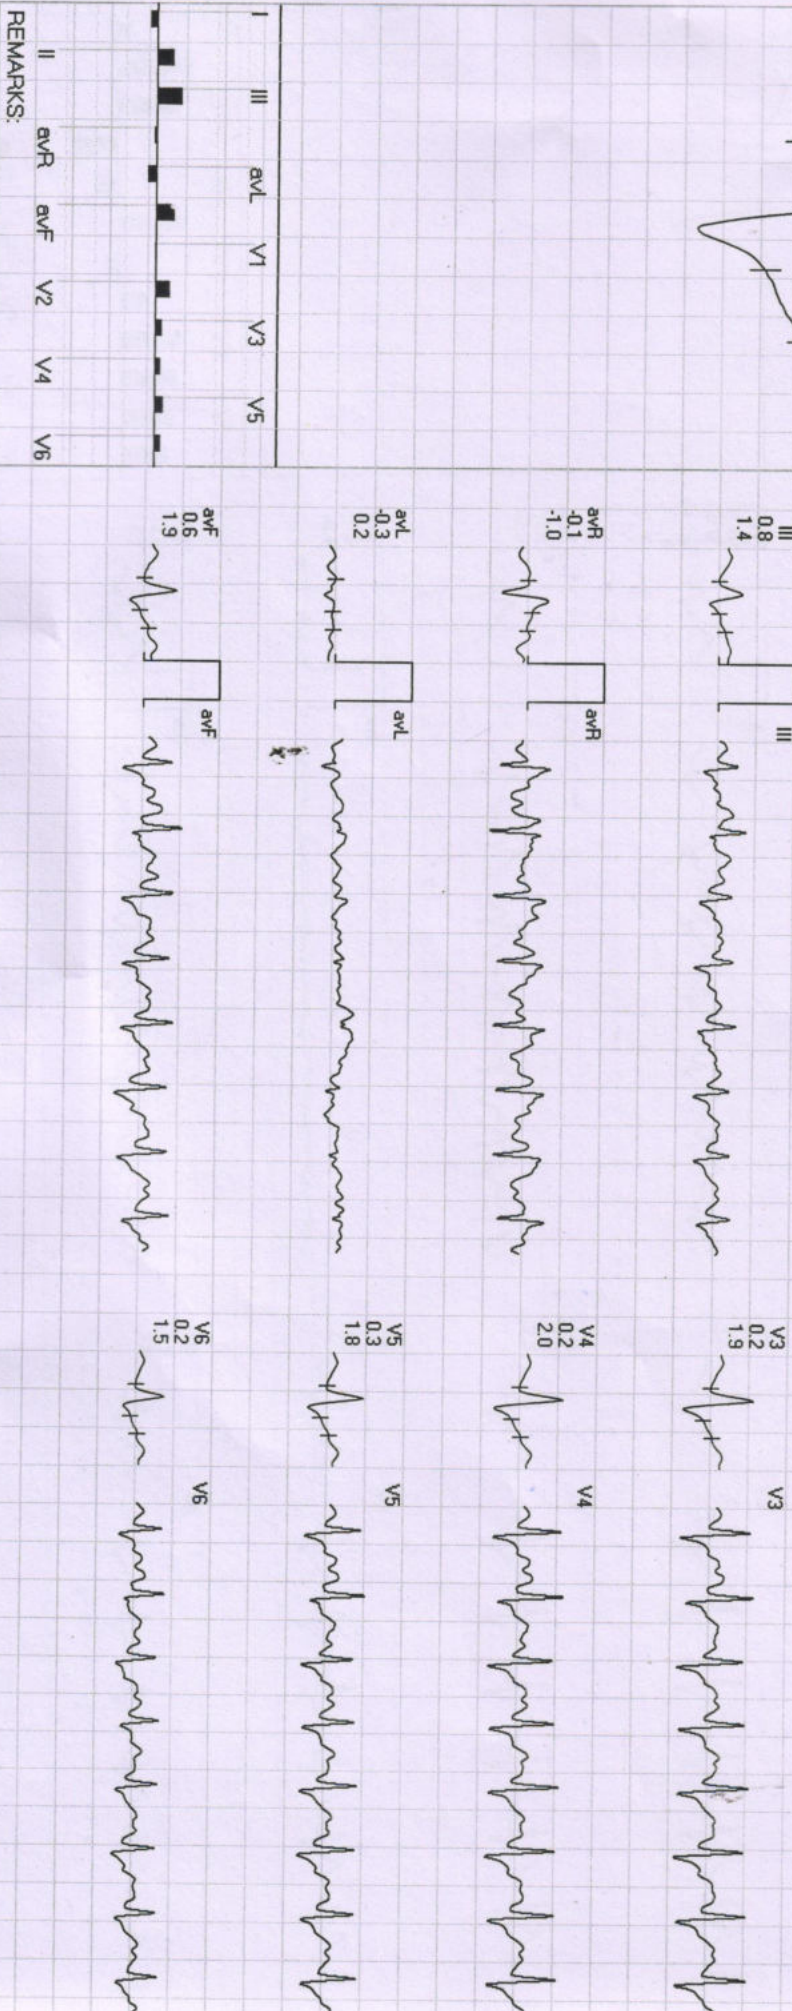 I
III
avL
V1
V3
V5
II
avR
avF
V2
V4
V6
REMARKS:
III
0.8
1.4
III
avR
-0.1
-1.0
avR
avL
-0.3
0.2
avL
avF
0.6
1.9
avF
V3
0.2
1.9
V3
V4
0.2
2.0
V4
V5
0.3
1.8
V5
V6
0.2
1.5
V6